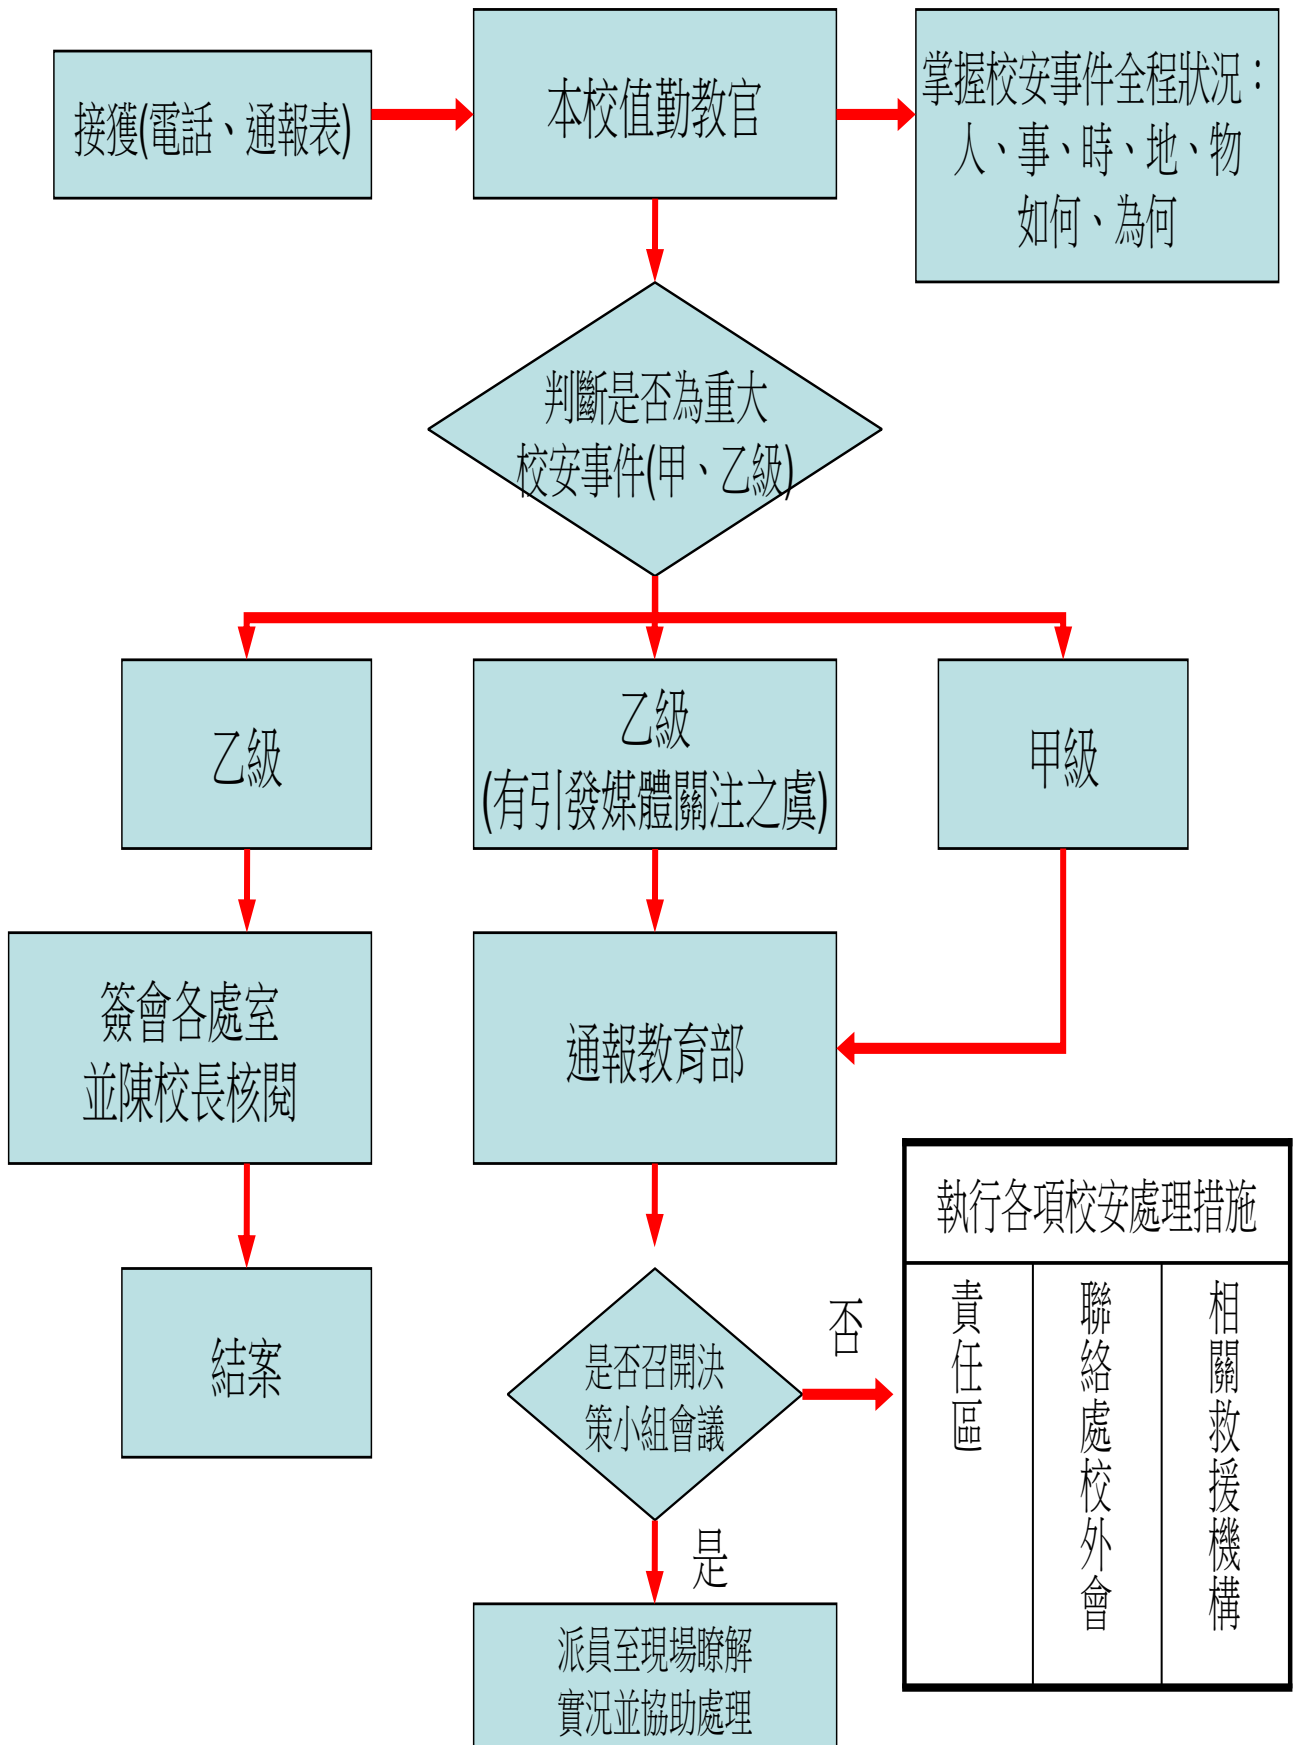 接獲(電話、通報表)
本校值勤教官
掌握校安事件全程狀況：
人、事、時、地、物
如何、為何
判斷是否為重大
校安事件(甲、乙級)
乙級
乙級
(有引發媒體關注之虞)
甲級
簽會各處室
並陳校長核閱
通報教育部
結案
是否召開決
策小組會議
否
是
執行各項校安處理措施
責任區
聯絡處校外會
相關救援機構
派員至現場瞭解
實況並協助處理